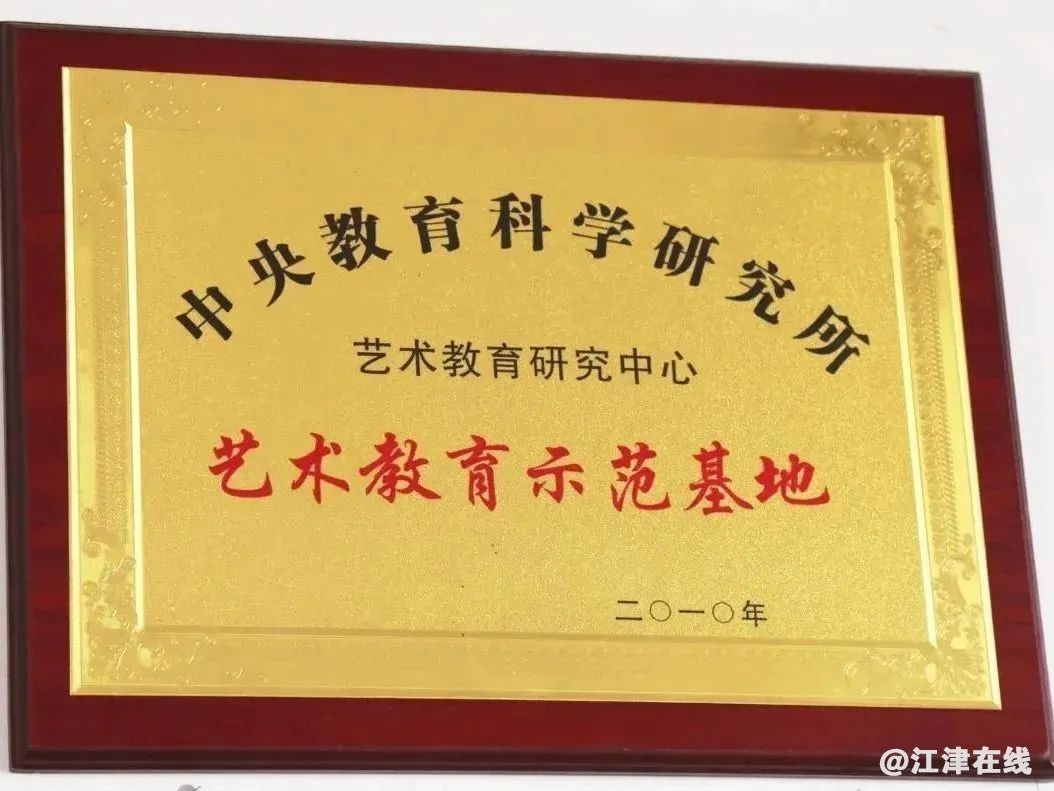 中央教育科学研究所
艺术教育研究中心
艺术教育示范基地
二〇一〇年
@江津在线